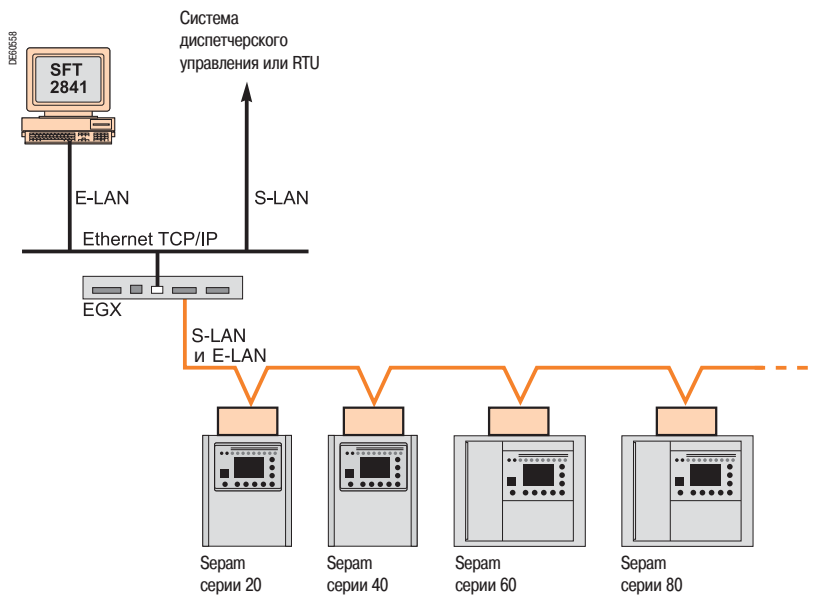 DE60558
Система
диспетчерского
управления или RTU
SFT
2841
E-LAN
S-LAN
Ethernet TCP/IP
EGX
S-LAN
и E-LAN
Sepam
серии 20
Sepam
серии 40
Sepam
серии 60
Sepam
серии 80